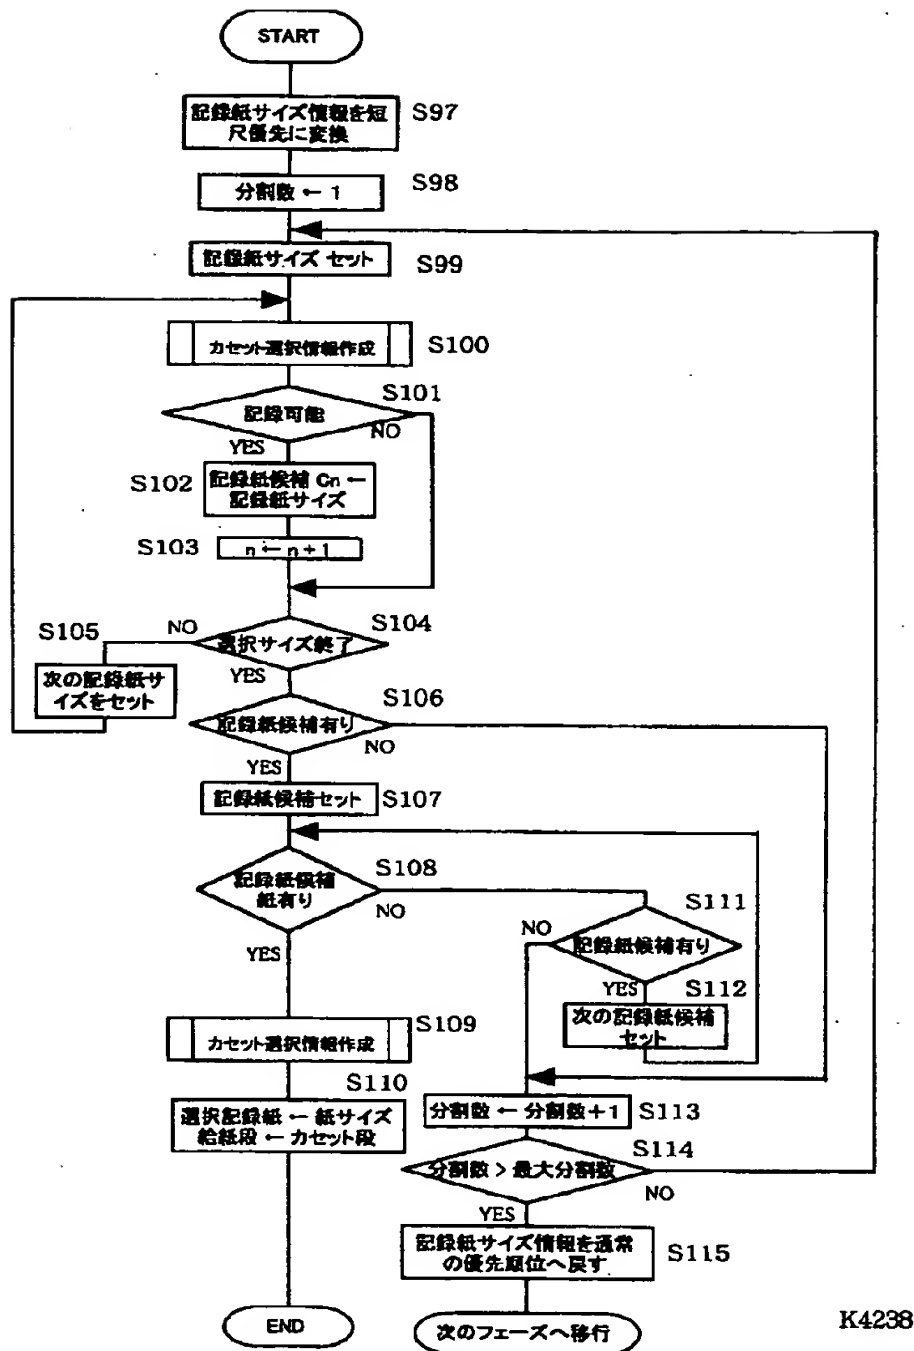 START
記録紙サイズ情報を短
尺優先に変換
S97
分割数 ← 1
S98
記録紙サイズ セット
S99
カセット選択情報作成
S100
S101
記録可能
YES
NO
S102
記録紙候補 Cn ←
記録紙サイズ
S103
n ← n + 1
S104
選択サイズ終了
NO
YES
S105
次の記録紙サ
イズをセット
S106
記録紙候補有り
NO
YES
記録紙候補セット
S107
S108
記録紙候補
紙有り
NO
YES
S111
NO
記録紙候補有り
YES
S112
次の記録紙候補
セット
カセット選択情報作成
S109
S110
選択記録紙 ← 紙サイズ
給紙段 ← カセット段
分割数 ← 分割数+1
S113
S114
分割数 > 最大分割数
NO
YES
記録紙サイズ情報を通常
の優先順位へ戻す
S115
END
次のフェーズへ移行
K4238